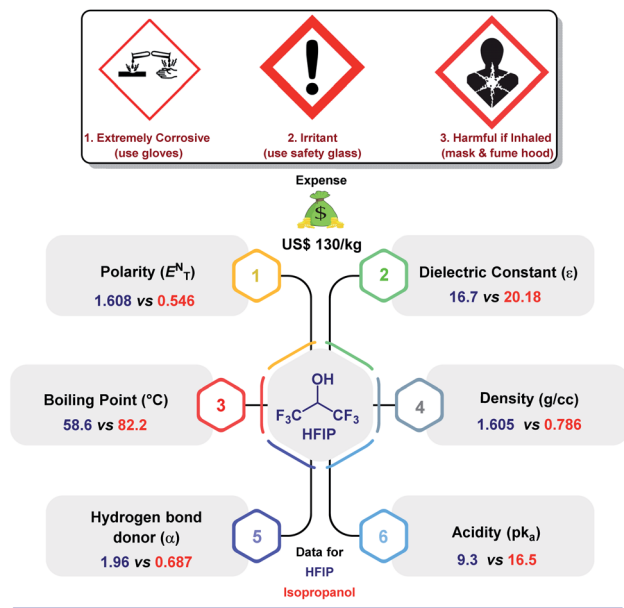 1. Extremely Corrosive
(use gloves)
2. Irritant
(use safety glass)
3. Harmful if Inhaled
(mask & fume hood)
Expense
$
US$ 130/kg
Polarity (Eᴺ_T)
1.608 vs 0.546
1
2
Dielectric Constant (ε)
16.7 vs 20.18
Boiling Point (°C)
58.6 vs 82.2
3
OH
F₃C CF₃
HFIP
4
Density (g/cc)
1.605 vs 0.786
Hydrogen bond
donor (α)
1.96 vs 0.687
5
Data for
HFIP
Isopropanol
6
Acidity (pkₐ)
9.3 vs 16.5